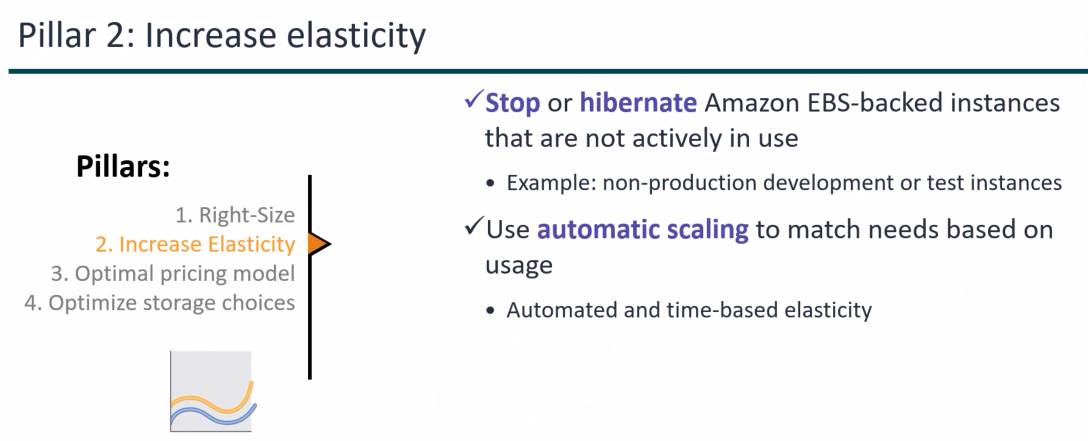 Pillar 2: Increase elasticity
Pillars:
1. Right-Size
2. Increase Elasticity
3. Optimal pricing model
4. Optimize storage choices
✓Stop or hibernate Amazon EBS-backed instances
that are not actively in use
• Example: non-production development or test instances
✓Use automatic scaling to match needs based on
usage
• Automated and time-based elasticity